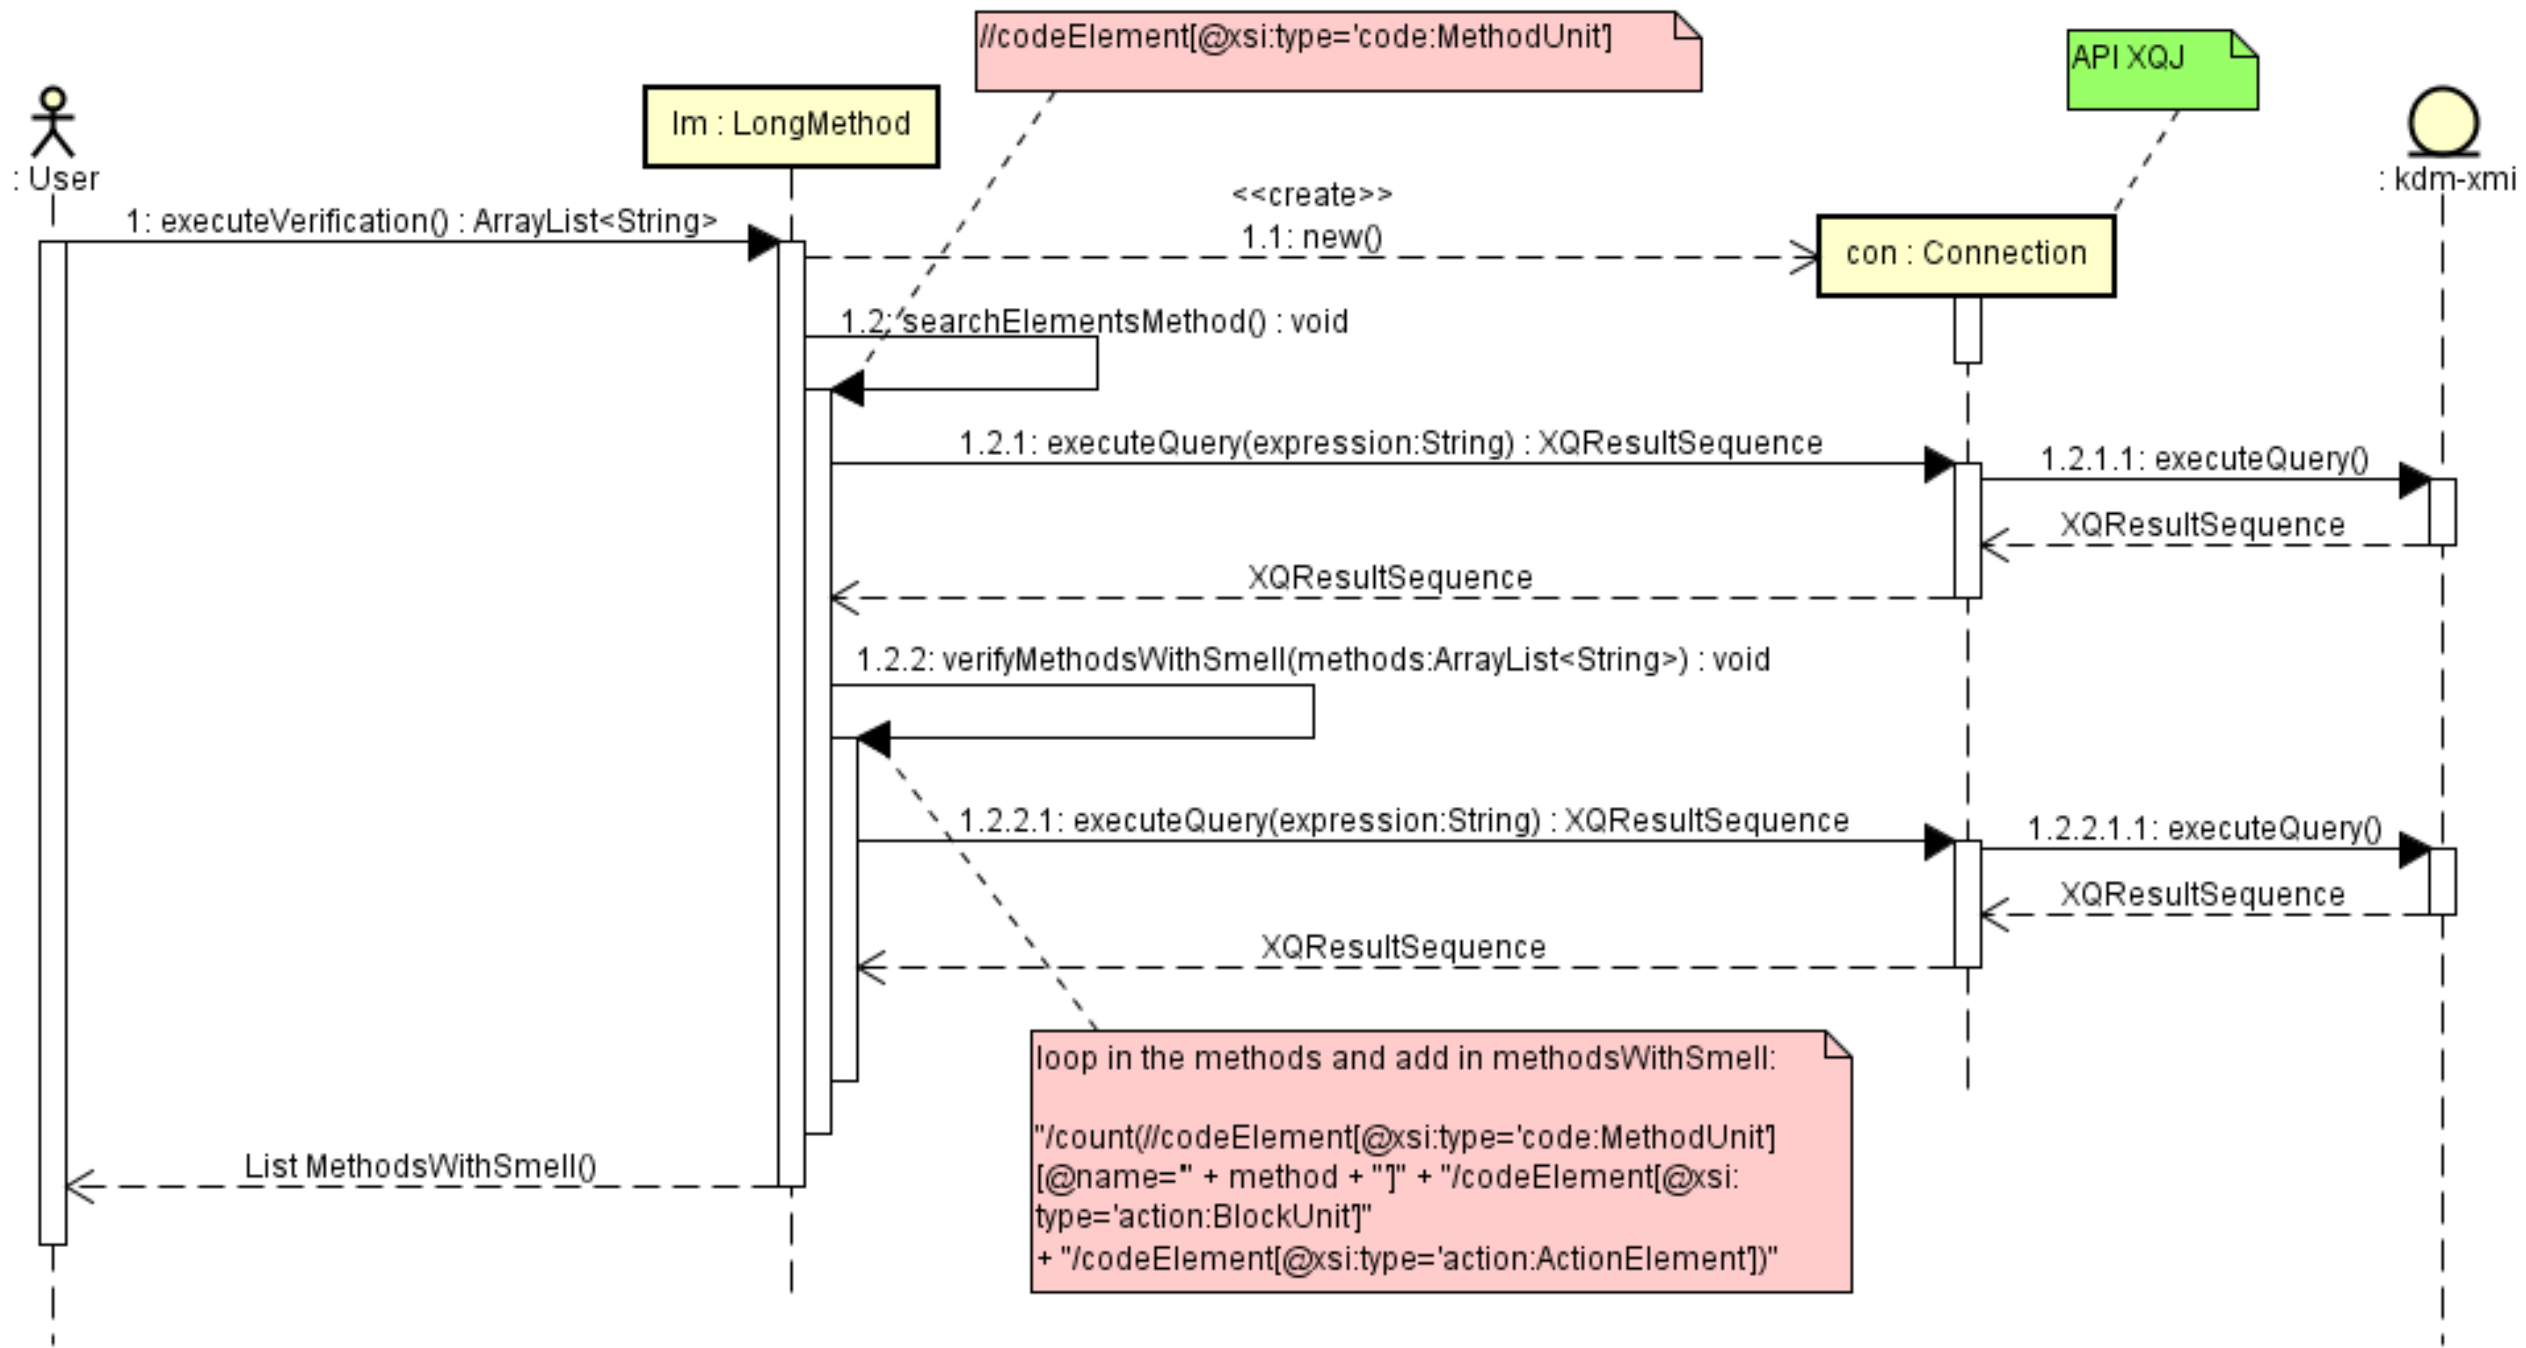 //codeElement[@xsi:type='code:MethodUnit']
API XQJ
lm : LongMethod
: User
: kdm-xmi
<<create>>
1: executeVerification() : ArrayList<String>
1.1: new()
con : Connection
1.2: searchElementsMethod() : void
1.2.1: executeQuery(expression:String) : XQResultSequence
1.2.1.1: executeQuery()
XQResultSequence
XQResultSequence
1.2.2: verifyMethodsWithSmell(methods:ArrayList<String>) : void
1.2.2.1: executeQuery(expression:String) : XQResultSequence
1.2.2.1.1: executeQuery()
XQResultSequence
XQResultSequence
loop in the methods and add in methodsWithSmell:
"/count(//codeElement[@xsi:type='code:MethodUnit']
[@name='" + method + "']" + "/codeElement[@xsi:
type='action:BlockUnit']"
+ "/codeElement[@xsi:type='action:ActionElement'])"
List MethodsWithSmell()